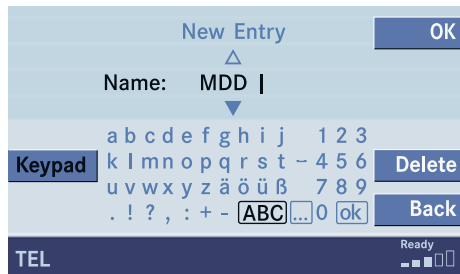 New Entry OK
Name: MDD
a b c d e f g h i j 1 2 3
Keypad k l m n o p q r s t - 4 5 6 Delete
u v w x y z ä ö ü ß 7 8 9
. ! ? , : + - ABC ... 0 ok Back
Ready
TEL